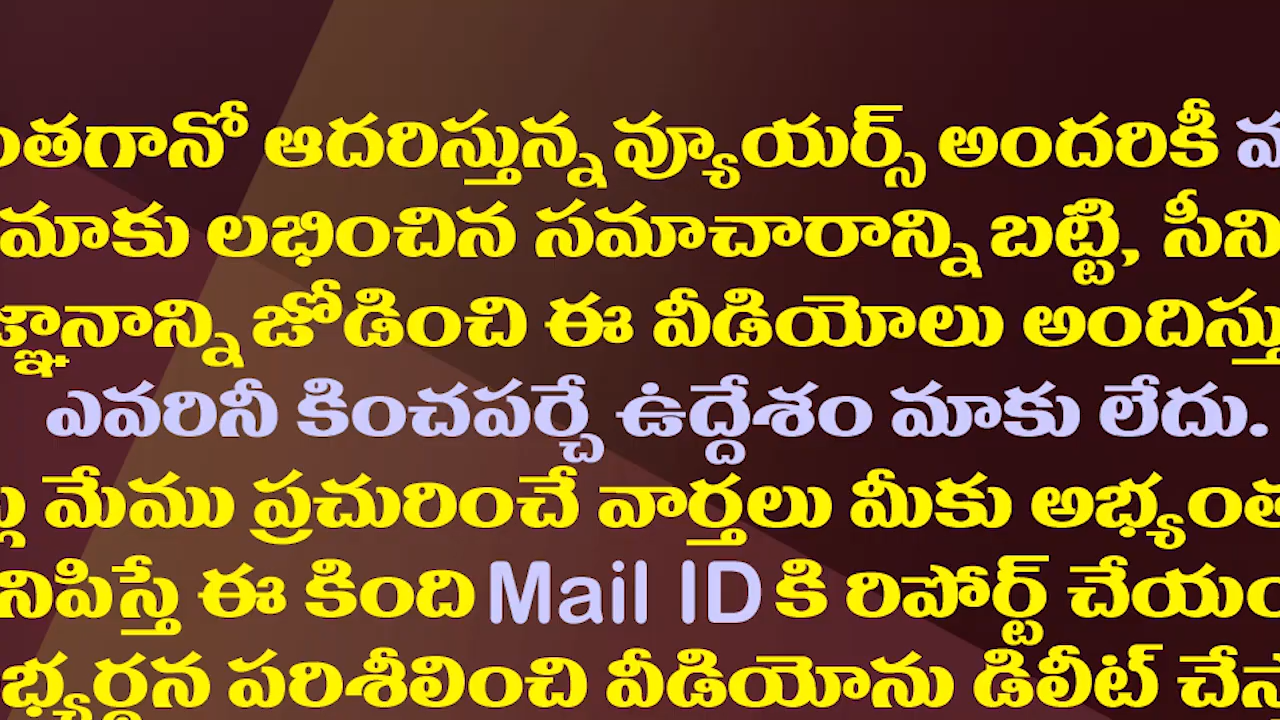 ంతగానో ఆదరిస్తున్న వ్యూయర్స్ అందరికీ
మాకు లభించిన సమాచారాన్ని బట్టి, సీని
జ్ఞానాన్ని జోడించి ఈ వీడియోలు అందిస్తు
ఎవరినీ కించపర్చే ఉద్దేశం మాకు లేదు.
మేము ప్రచురించే వార్తలు మీకు అభ్యంత
నిపిస్తే ఈ కింది Mail ID కి రిపోర్ట్ చేయం
భ్యర్థన పరిశీలించి వీడియోను డిలీట్ చేస